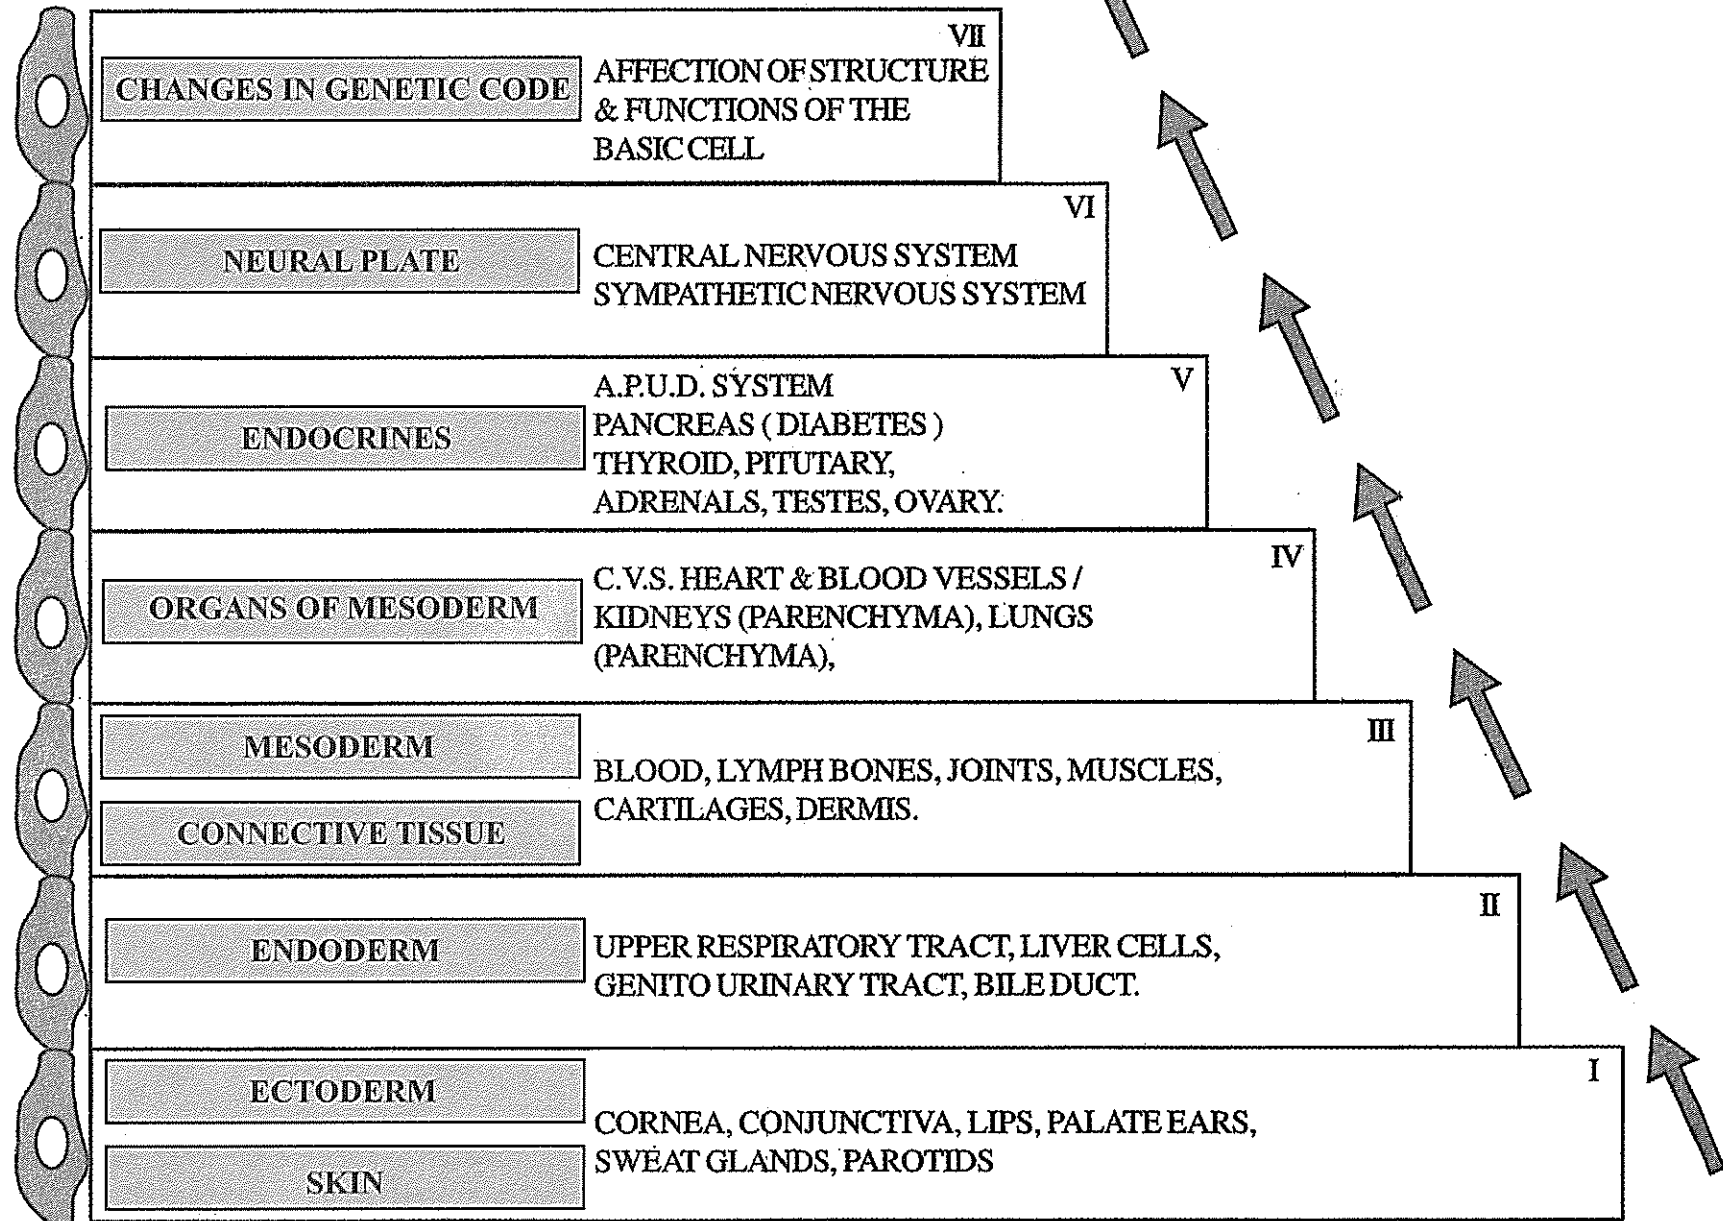 VII
CHANGES IN GENETIC CODE
AFFECTION OF STRUCTURE
& FUNCTIONS OF THE
BASIC CELL
VI
NEURAL PLATE
CENTRAL NERVOUS SYSTEM
SYMPATHETIC NERVOUS SYSTEM
V
ENDOCRINES
A.P.U.D. SYSTEM
PANCREAS ( DIABETES )
THYROID, PITUTARY,
ADRENALS, TESTES, OVARY.
IV
ORGANS OF MESODERM
C.V.S. HEART & BLOOD VESSELS /
KIDNEYS (PARENCHYMA), LUNGS
(PARENCHYMA),
III
MESODERM
CONNECTIVE TISSUE
BLOOD, LYMPH BONES, JOINTS, MUSCLES,
CARTILAGES, DERMIS.
II
ENDODERM
UPPER RESPIRATORY TRACT, LIVER CELLS,
GENITO URINARY TRACT, BILE DUCT.
I
ECTODERM
SKIN
CORNEA, CONJUNCTIVA, LIPS, PALATE EARS,
SWEAT GLANDS, PAROTIDS